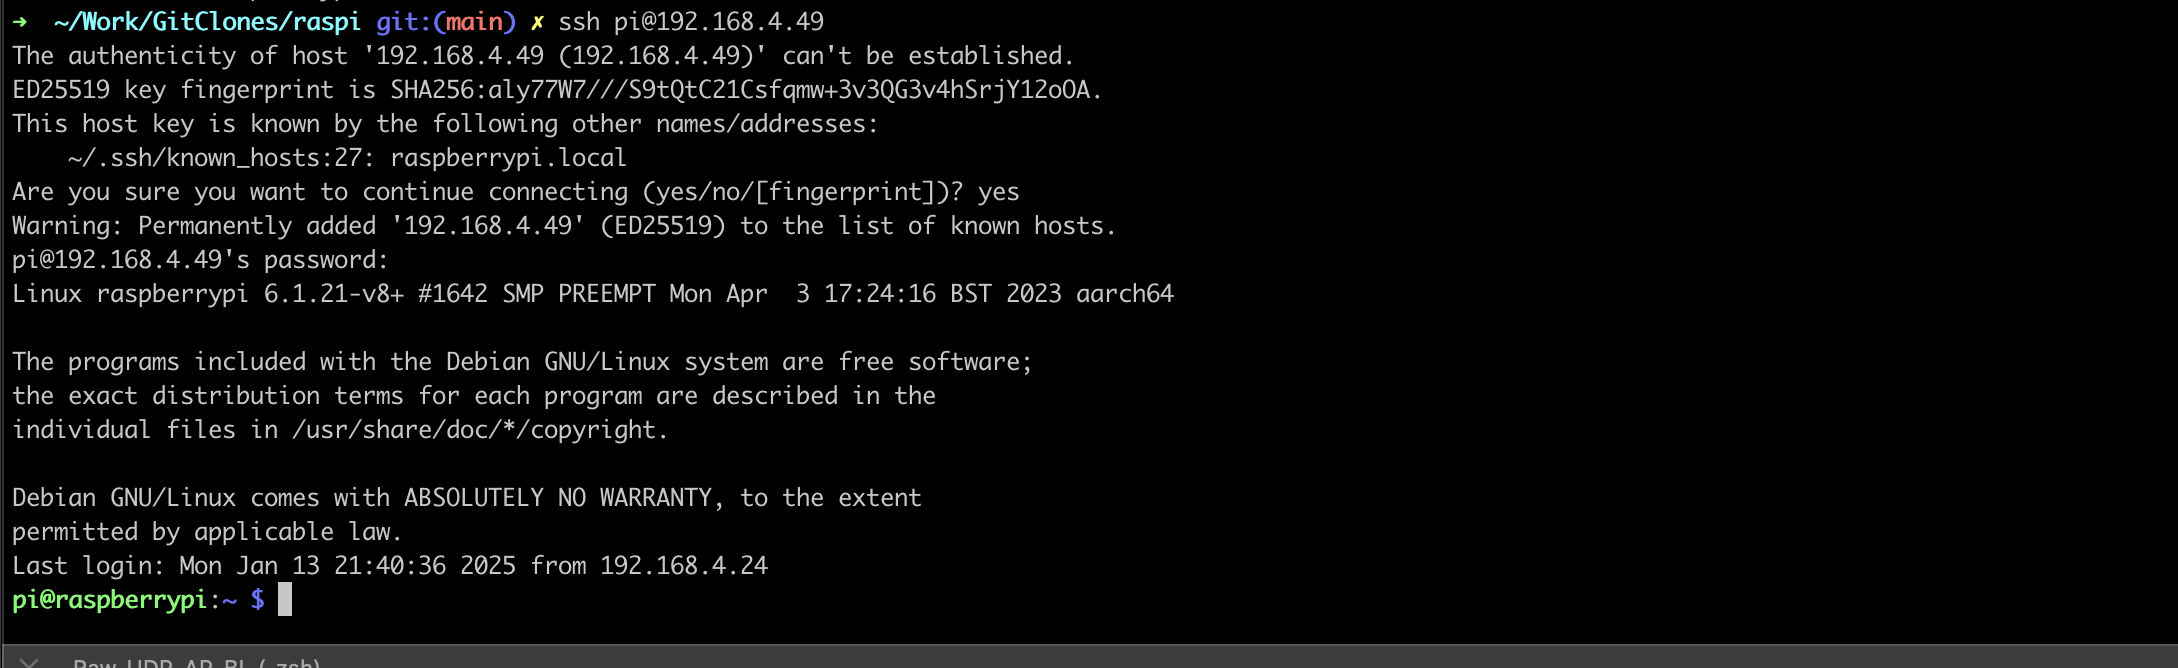 ➜  ~/Work/GitClones/raspi git:(main) ✗ ssh pi@192.168.4.49
The authenticity of host '192.168.4.49 (192.168.4.49)' can't be established.
ED25519 key fingerprint is SHA256:aly77W7///S9tQtC21Csfqmw+3v3QG3v4hSrjY12oOA.
This host key is known by the following other names/addresses:
    ~/.ssh/known_hosts:27: raspberrypi.local
Are you sure you want to continue connecting (yes/no/[fingerprint])? yes
Warning: Permanently added '192.168.4.49' (ED25519) to the list of known hosts.
pi@192.168.4.49's password:
Linux raspberrypi 6.1.21-v8+ #1642 SMP PREEMPT Mon Apr  3 17:24:16 BST 2023 aarch64
The programs included with the Debian GNU/Linux system are free software;
the exact distribution terms for each program are described in the
individual files in /usr/share/doc/*/copyright.
Debian GNU/Linux comes with ABSOLUTELY NO WARRANTY, to the extent
permitted by applicable law.
Last login: Mon Jan 13 21:40:36 2025 from 192.168.4.24
pi@raspberrypi:~ $